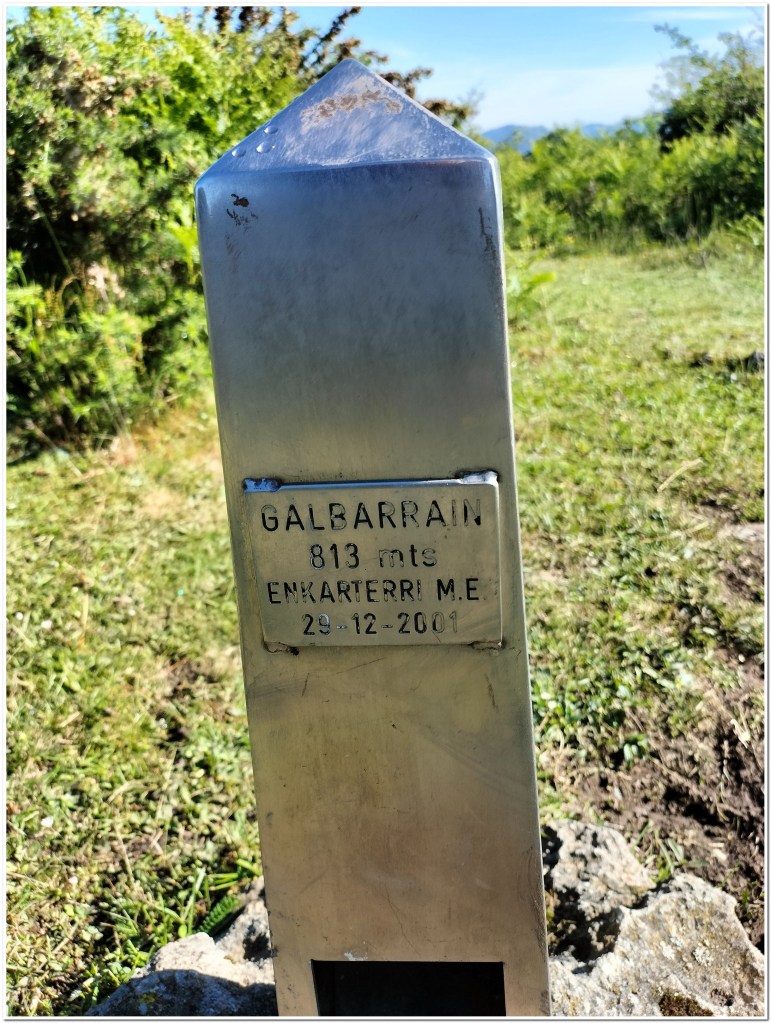 GALBARRAIN
813 mts
ENKARTERRI M.E.
29-12-2001